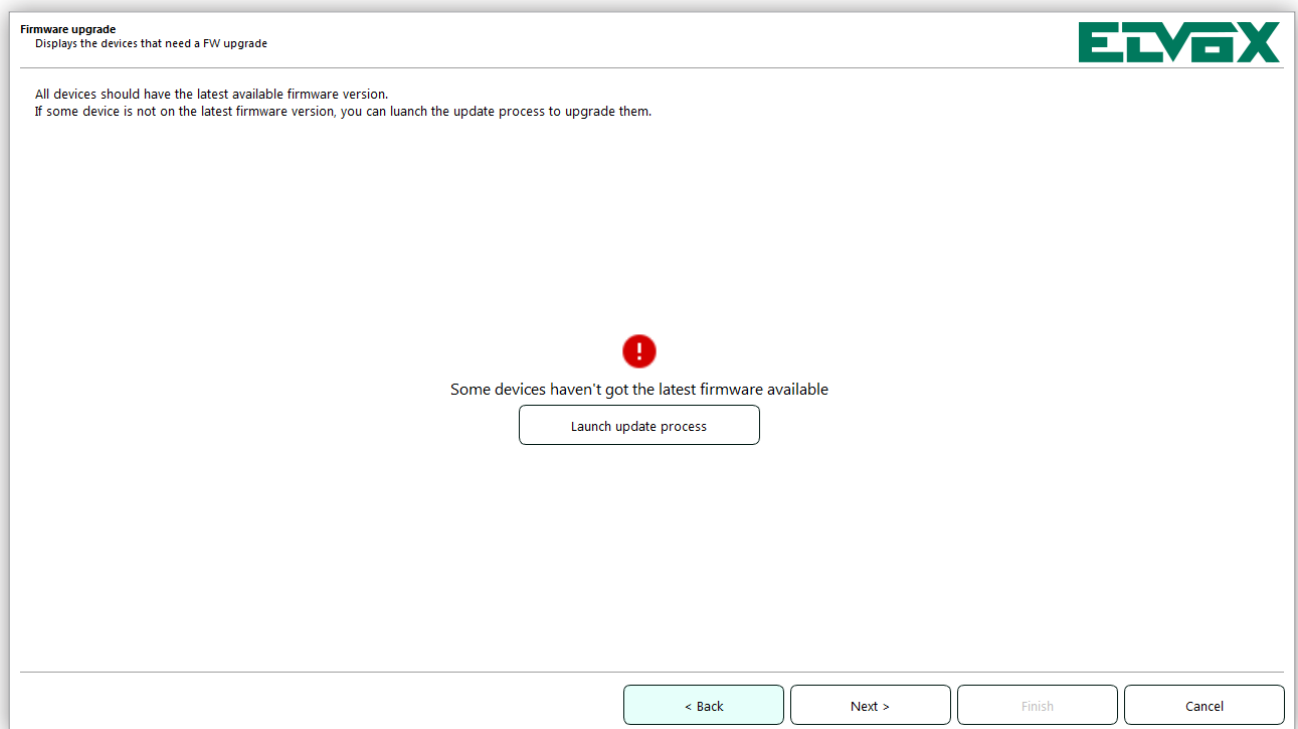 Firmware upgrade
Displays the devices that need a FW upgrade
ELVOX
All devices should have the latest available firmware version.
If some device is not on the latest firmware version, you can luanch the update process to upgrade them.
Some devices haven't got the latest firmware available
Launch update process
< Back
Next >
Finish
Cancel